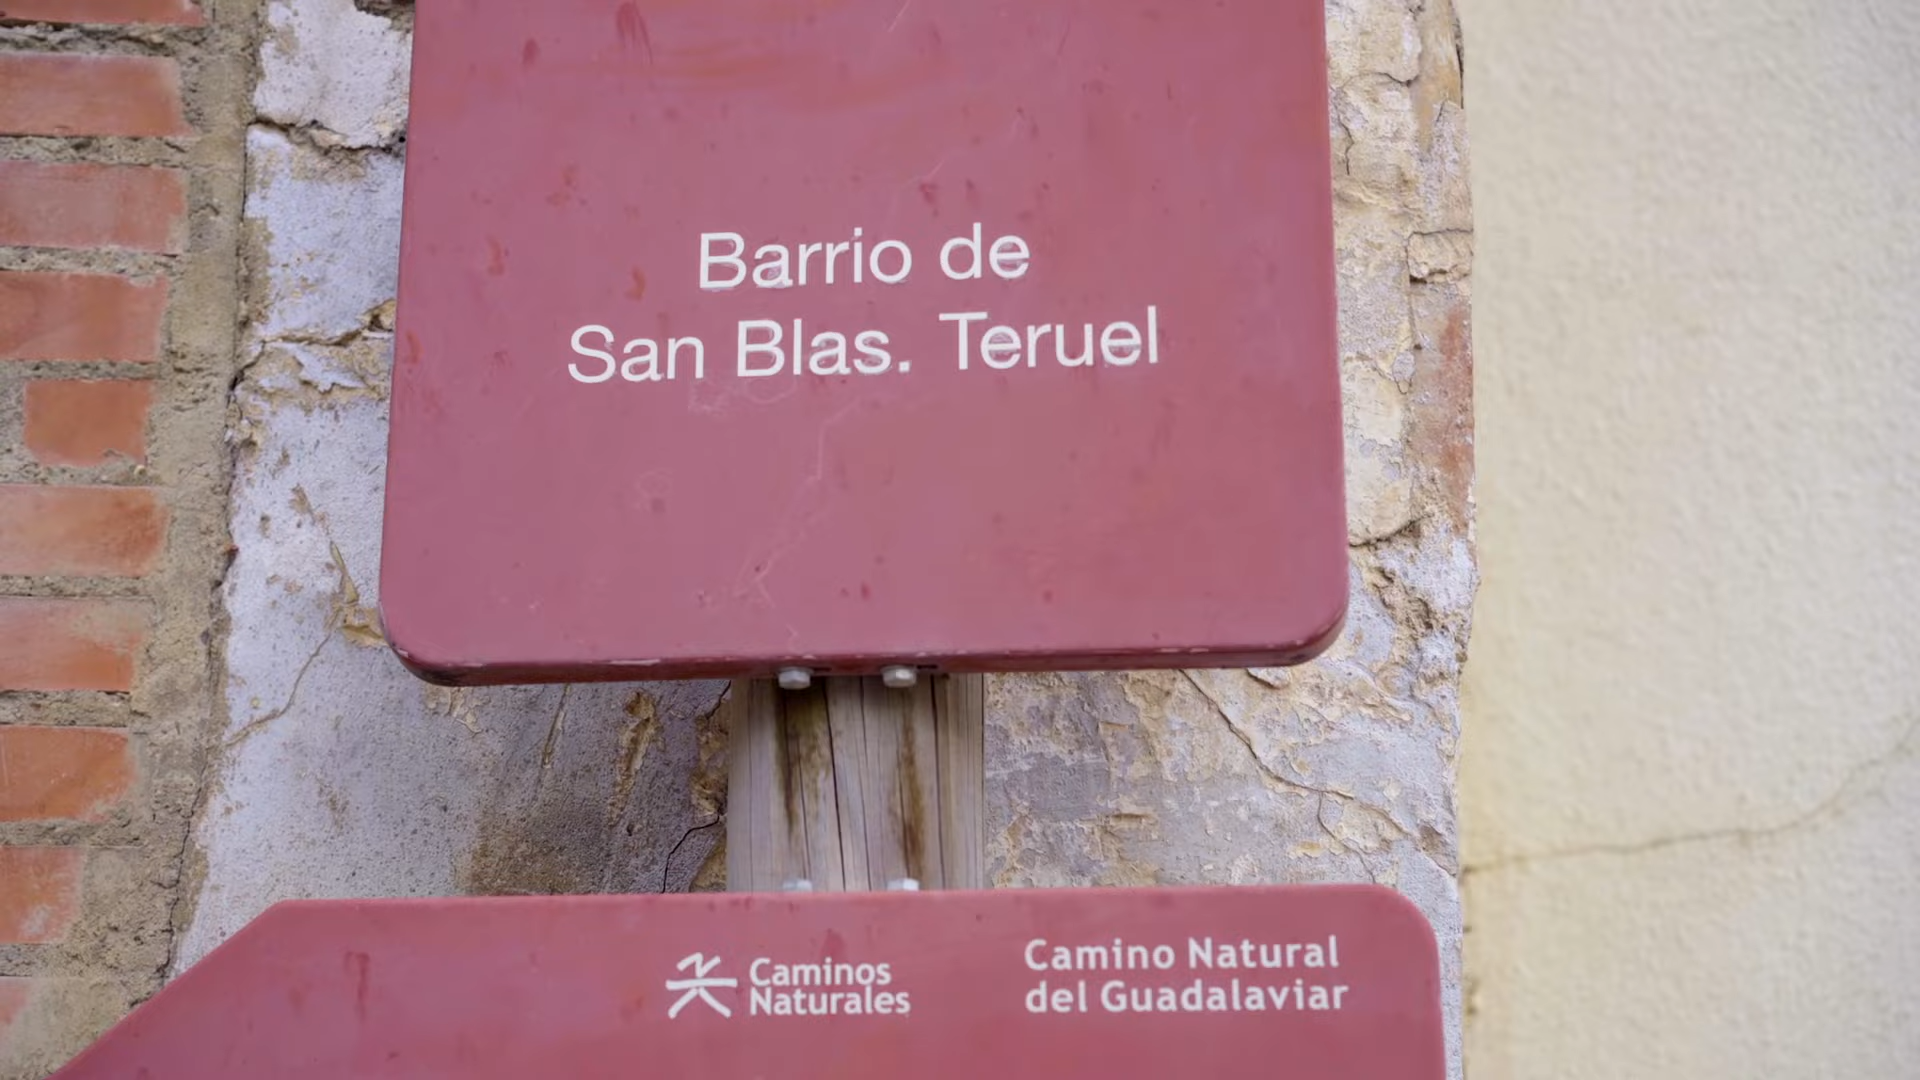 Barrio de
San Blas. Teruel
Caminos
Naturales
Camino Natural
del Guadalaviar